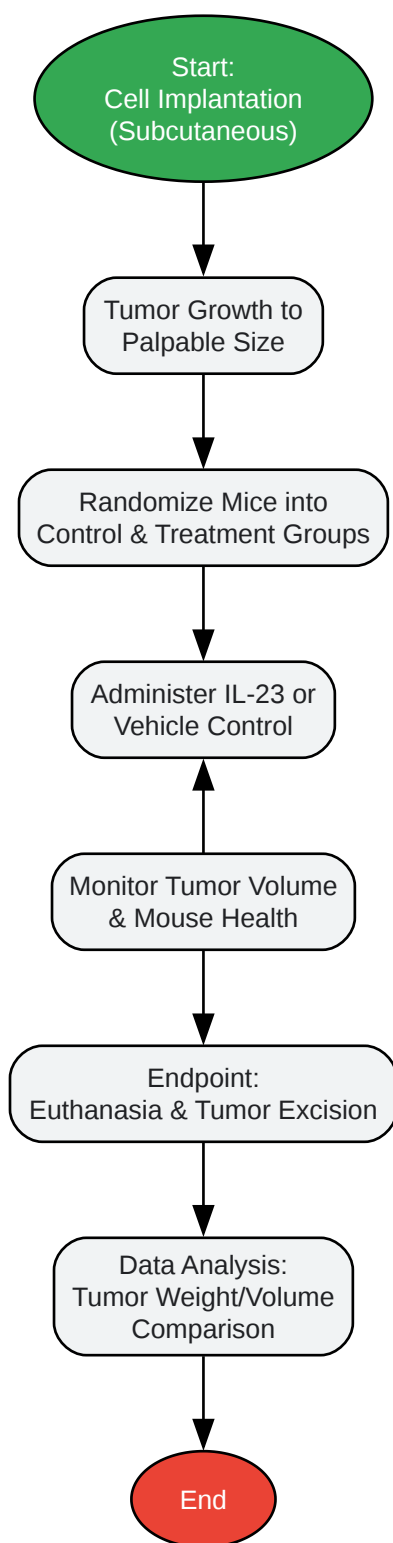 Start:
Cell Implantation
(Subcutaneous)
Tumor Growth to
Palpable Size
Randomize Mice into
Control & Treatment Groups
Administer IL-23 or
Vehicle Control
Monitor Tumor Volume
& Mouse Health
Endpoint:
Euthanasia & Tumor Excision
Data Analysis:
Tumor Weight/Volume
Comparison
End